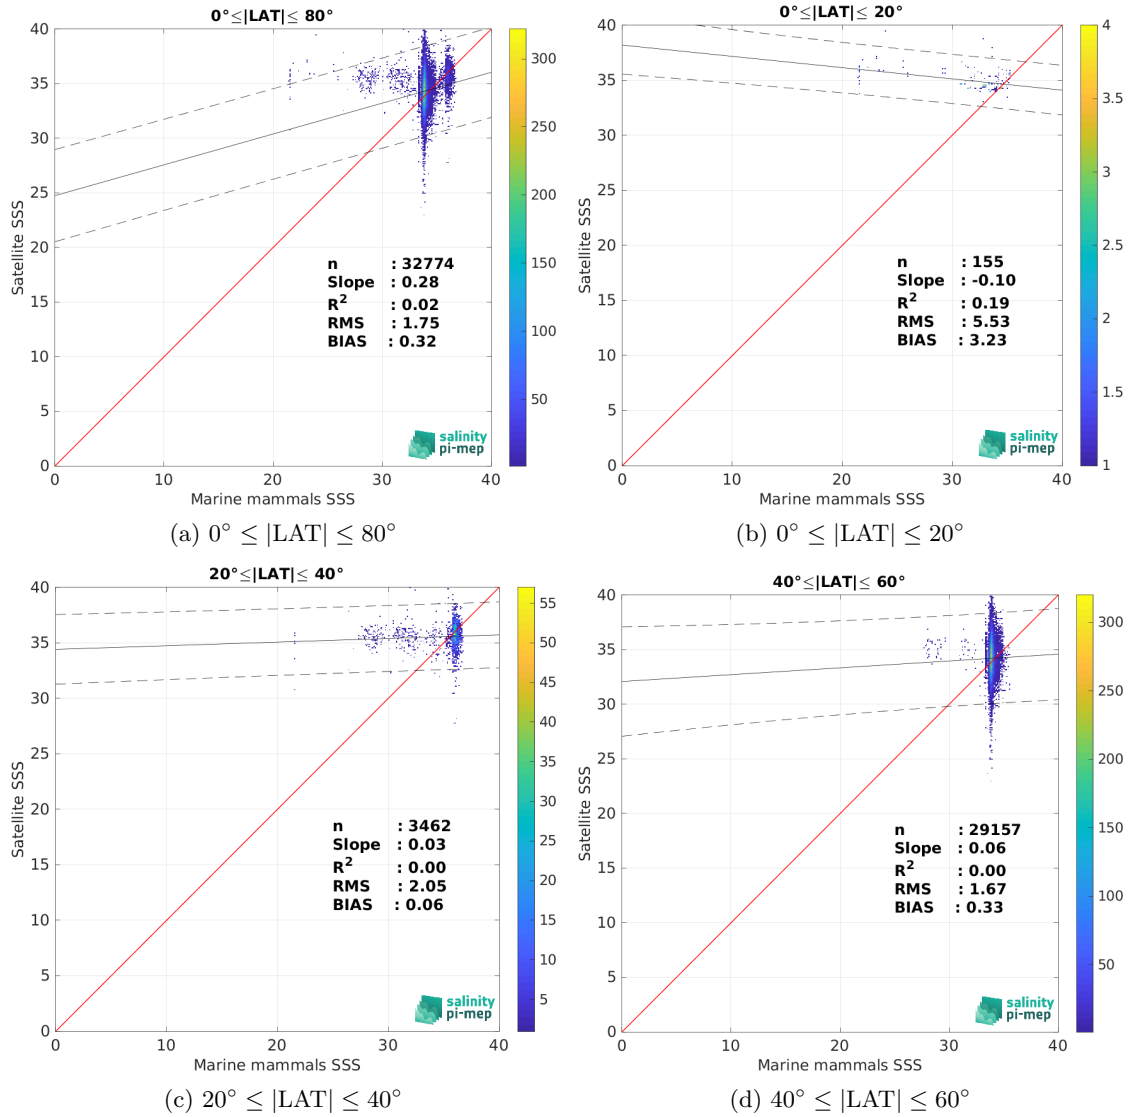 0°≤|LAT|≤ 80°
40
35
30
25
20
15
10
5
0
Satellite SSS
0
10
20
30
40
Marine mammals SSS
n : 32774
Slope : 0.28
R² : 0.02
RMS : 1.75
BIAS : 0.32
salinity
pi-mep
300
250
200
150
100
50
(a) 0° ≤ |LAT| ≤ 80°
0°≤|LAT|≤ 20°
40
35
30
25
20
15
10
5
0
Satellite SSS
0
10
20
30
40
Marine mammals SSS
n : 155
Slope : -0.10
R² : 0.19
RMS : 5.53
BIAS : 3.23
salinity
pi-mep
4
3.5
3
2.5
2
1.5
1
(b) 0° ≤ |LAT| ≤ 20°
20°≤|LAT|≤ 40°
40
35
30
25
20
15
10
5
0
Satellite SSS
0
10
20
30
40
Marine mammals SSS
n : 3462
Slope : 0.03
R² : 0.00
RMS : 2.05
BIAS : 0.06
salinity
pi-mep
55
50
45
40
35
30
25
20
15
10
5
(c) 20° ≤ |LAT| ≤ 40°
40°≤|LAT|≤ 60°
40
35
30
25
20
15
10
5
0
Satellite SSS
0
10
20
30
40
Marine mammals SSS
n : 29157
Slope : 0.06
R² : 0.00
RMS : 1.67
BIAS : 0.33
salinity
pi-mep
300
250
200
150
100
50
(d) 40° ≤ |LAT| ≤ 60°